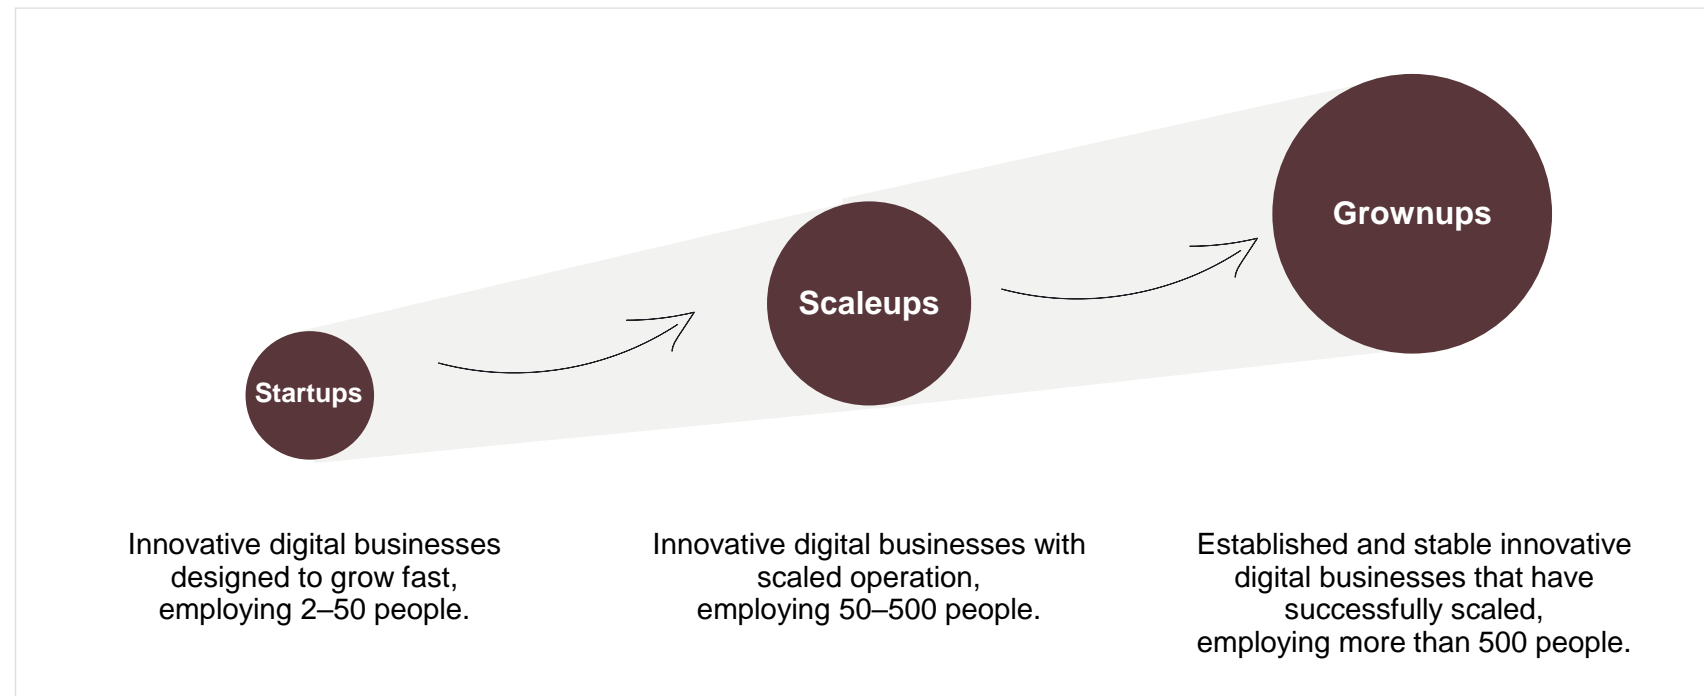 Startups
Scaleups
Grownups
Innovative digital businesses
designed to grow fast,
employing 2–50 people.
Innovative digital businesses with
scaled operation,
employing 50–500 people.
Established and stable innovative
digital businesses that have
successfully scaled,
employing more than 500 people.